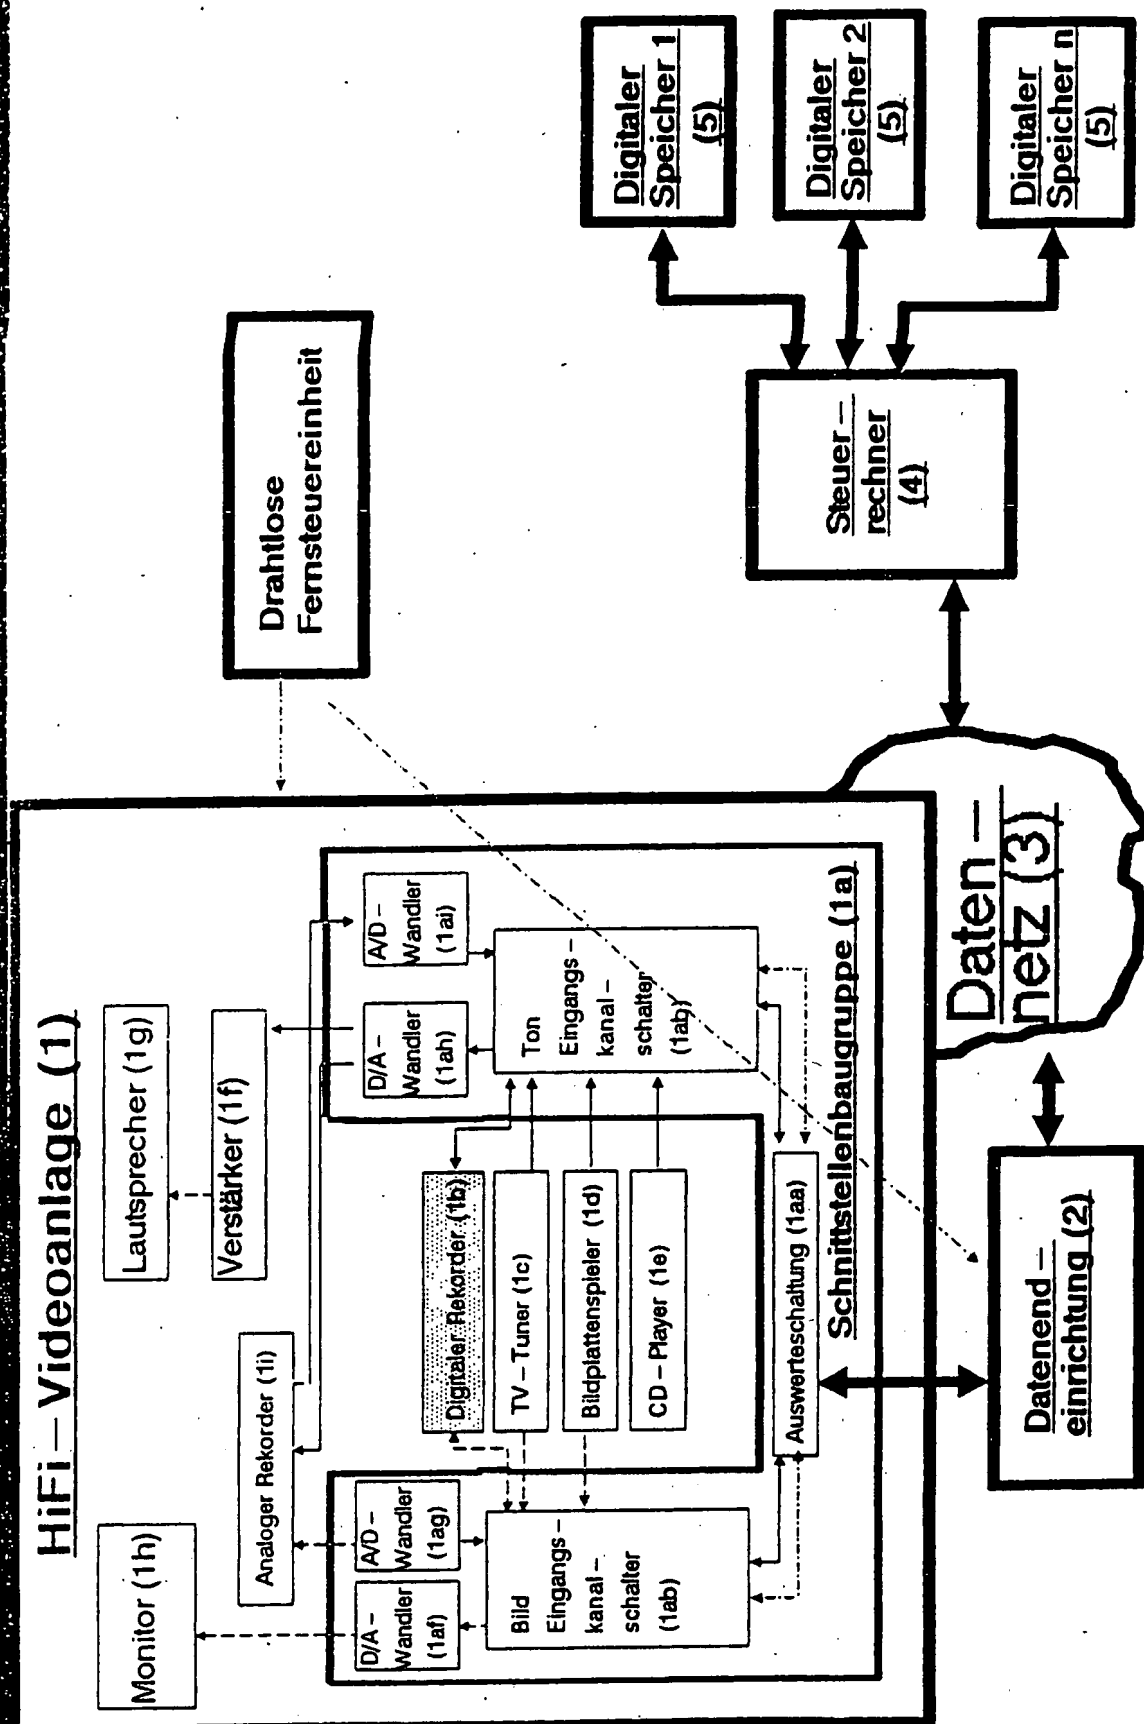 HiFi–Videoanlage (1)
Monitor (1h)
Lautsprecher (1g)
Verstärker (1f)
Analoger Rekorder (1i)
D/A –
Wandler
(1af)
A/D –
Wandler
(1ag)
D/A –
Wandler
(1ah)
A/D –
Wandler
(1ai)
Bild
Eingangs–
kanal–
schalter
(1ab)
Digitaler Rekorder (1b)
TV–Tuner (1c)
Bildplattenspieler (1d)
CD–Player (1e)
Ton
Eingangs–
kanal–
schalter
(1ab)
Auswerteschaltung (1aa)
Schnittstellenbaugruppe (1a)
Drahtlose
Fernsteuereinheit
Datenend–
einrichtung (2)
Daten–
netz (3)
Steuer–
rechner
(4)
Digitaler
Speicher 1
(5)
Digitaler
Speicher 2
(5)
Digitaler
Speicher n
(5)